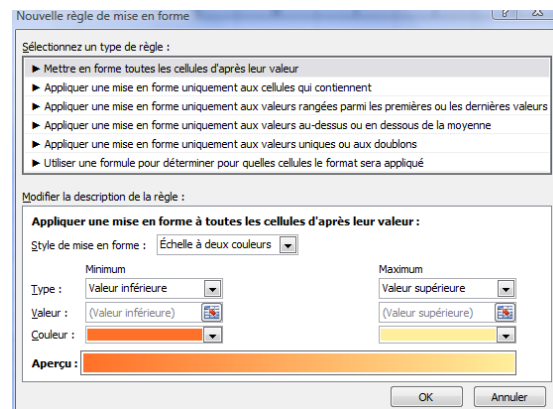 Nouvelle règle de mise en forme
Sélectionnez un type de règle :
► Mettre en forme toutes les cellules d'après leur valeur
► Appliquer une mise en forme uniquement aux cellules qui contiennent
► Appliquer une mise en forme uniquement aux valeurs rangées parmi les premières ou les dernières valeurs
► Appliquer une mise en forme uniquement aux valeurs au-dessus ou en dessous de la moyenne
► Appliquer une mise en forme uniquement aux valeurs uniques ou aux doublons
► Utiliser une formule pour déterminer pour quelles cellules le format sera appliqué
Modifier la description de la règle :
Appliquer une mise en forme à toutes les cellules d'après leur valeur :
Style de mise en forme : Échelle à deux couleurs
Minimum Maximum
Type : Valeur inférieure Valeur supérieure
Valeur : (Valeur inférieure) (Valeur supérieure)
Couleur :
Aperçu :
OK Annuler